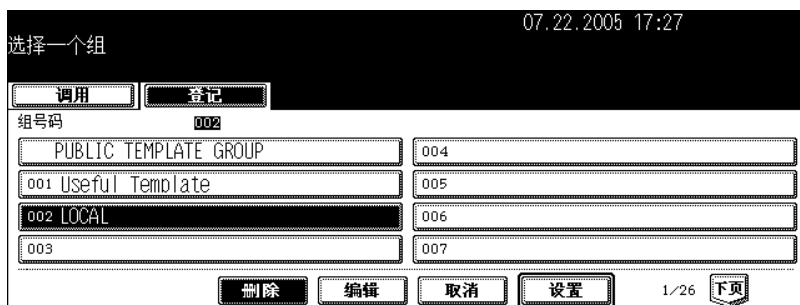 07.22.2005 17:27
选择一个组
调用 登记
组号码 002
PUBLIC TEMPLATE GROUP 004
001 Useful Template 005
002 LOCAL 006
003 007
删除 编辑 取消 设置 1/26 下页